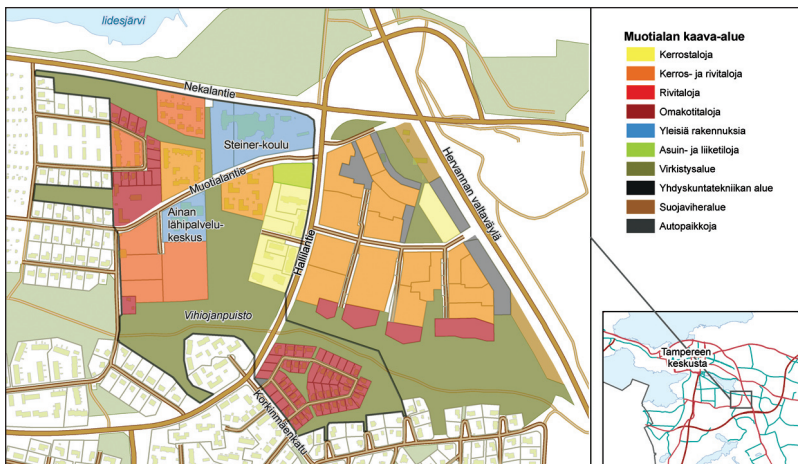 Iidesjärvi
Nekalantie
Steiner-koulu
Muotialantie
Ainan
lähipalvelu-
keskus
Hallilantie
Hervannan valtaväylä
Vihiojanpuisto
Korkinmäenkatu
Muotialan kaava-alue
Kerrostaloja
Kerros- ja rivitaloja
Rivitaloja
Omakotitaloja
Yleisiä rakennuksia
Asuin- ja liiketiloja
Virkistysalue
Yhdyskuntatekniikan alue
Suojaviheralue
Autopaikkoja
Tampereen
keskusta